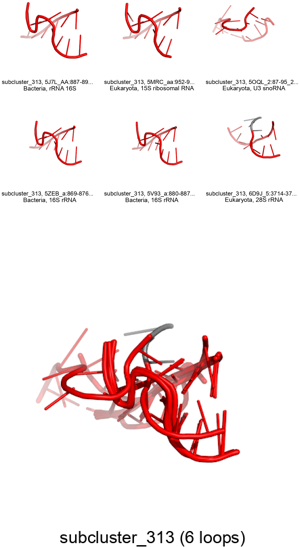 subcluster_313, 5J7L_AA:887-89...
Bacteria, rRNA 16S
subcluster_313, 5MRC_aa:952-9...
Eukaryota, 15S ribosomal RNA
subcluster_313, 5OQL_2:87-95_2...
Eukaryota, U3 snoRNA
subcluster_313, 5ZEB_a:869-876...
Bacteria, 16S rRNA
subcluster_313, 5V93_a:880-887...
Bacteria, 16S rRNA
subcluster_313, 6D9J_5:3714-37...
Eukaryota, 28S rRNA
subcluster_313 (6 loops)